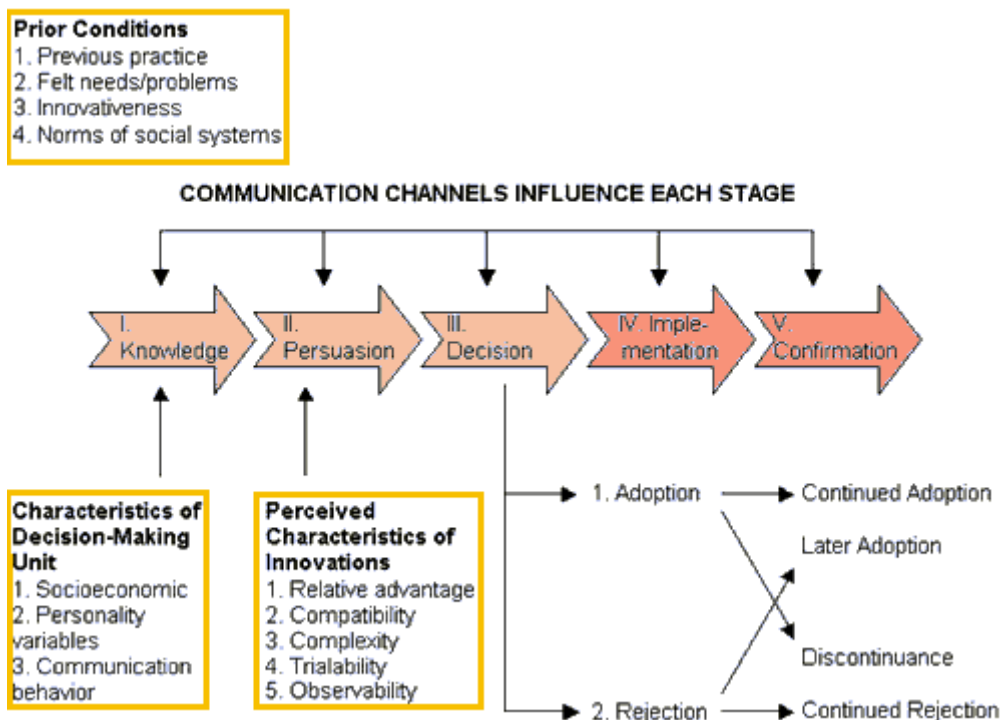 Prior Conditions
1. Previous practice
2. Felt needs/problems
3. Innovativeness
4. Norms of social systems
COMMUNICATION CHANNELS INFLUENCE EACH STAGE
I.
Knowledge
II.
Persuasion
III.
Decision
IV. Imple-
mentation
V.
Confirmation
Characteristics of
Decision-Making
Unit
1. Socioeconomic
2. Personality
variables
3. Communication
behavior
Perceived
Characteristics of
Innovations
1. Relative advantage
2. Compatibility
3. Complexity
4. Trialability
5. Observability
1. Adoption
Continued Adoption
Later Adoption
Discontinuance
2. Rejection
Continued Rejection